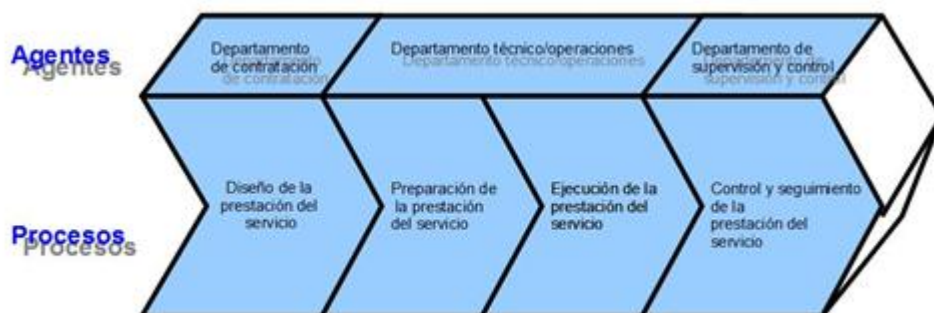 Agentes
Departamento
de contratación
Departamento técnico/operaciones
Departamento de
supervisión y control
Procesos
Diseño de la
prestación del
servicio
Preparación de
la prestación
del servicio
Ejecución de la
prestación del
servicio
Control y seguimiento
de la
prestación del
servicio